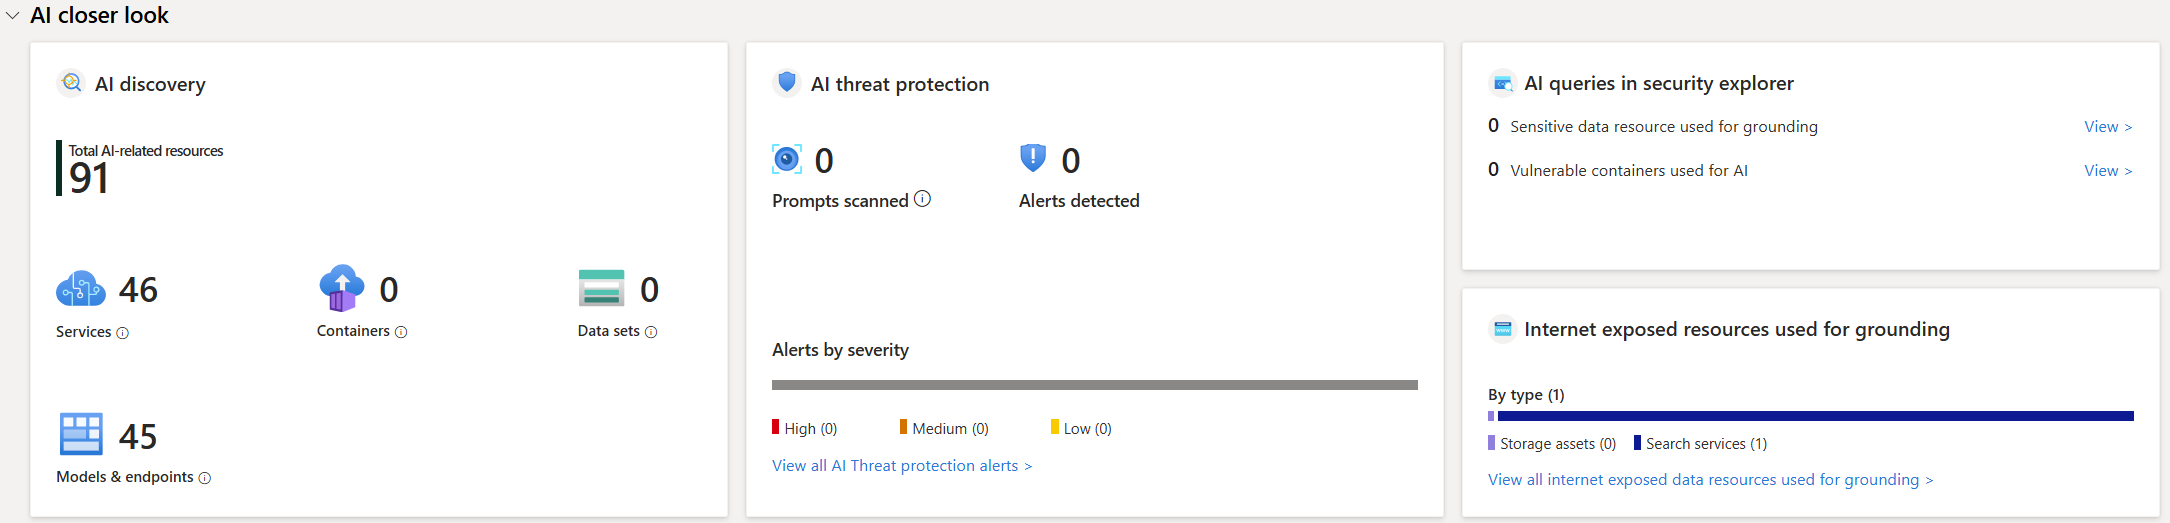 AI closer look
AI discovery
Total AI-related resources
91
46
Services
0
Containers
0
Data sets
45
Models & endpoints
AI threat protection
0
Prompts scanned
0
Alerts detected
Alerts by severity
High (0)
Medium (0)
Low (0)
View all AI Threat protection alerts >
AI queries in security explorer
0 Sensitive data resource used for grounding View >
0 Vulnerable containers used for AI View >
Internet exposed resources used for grounding
By type (1)
Storage assets (0)
Search services (1)
View all internet exposed data resources used for grounding >